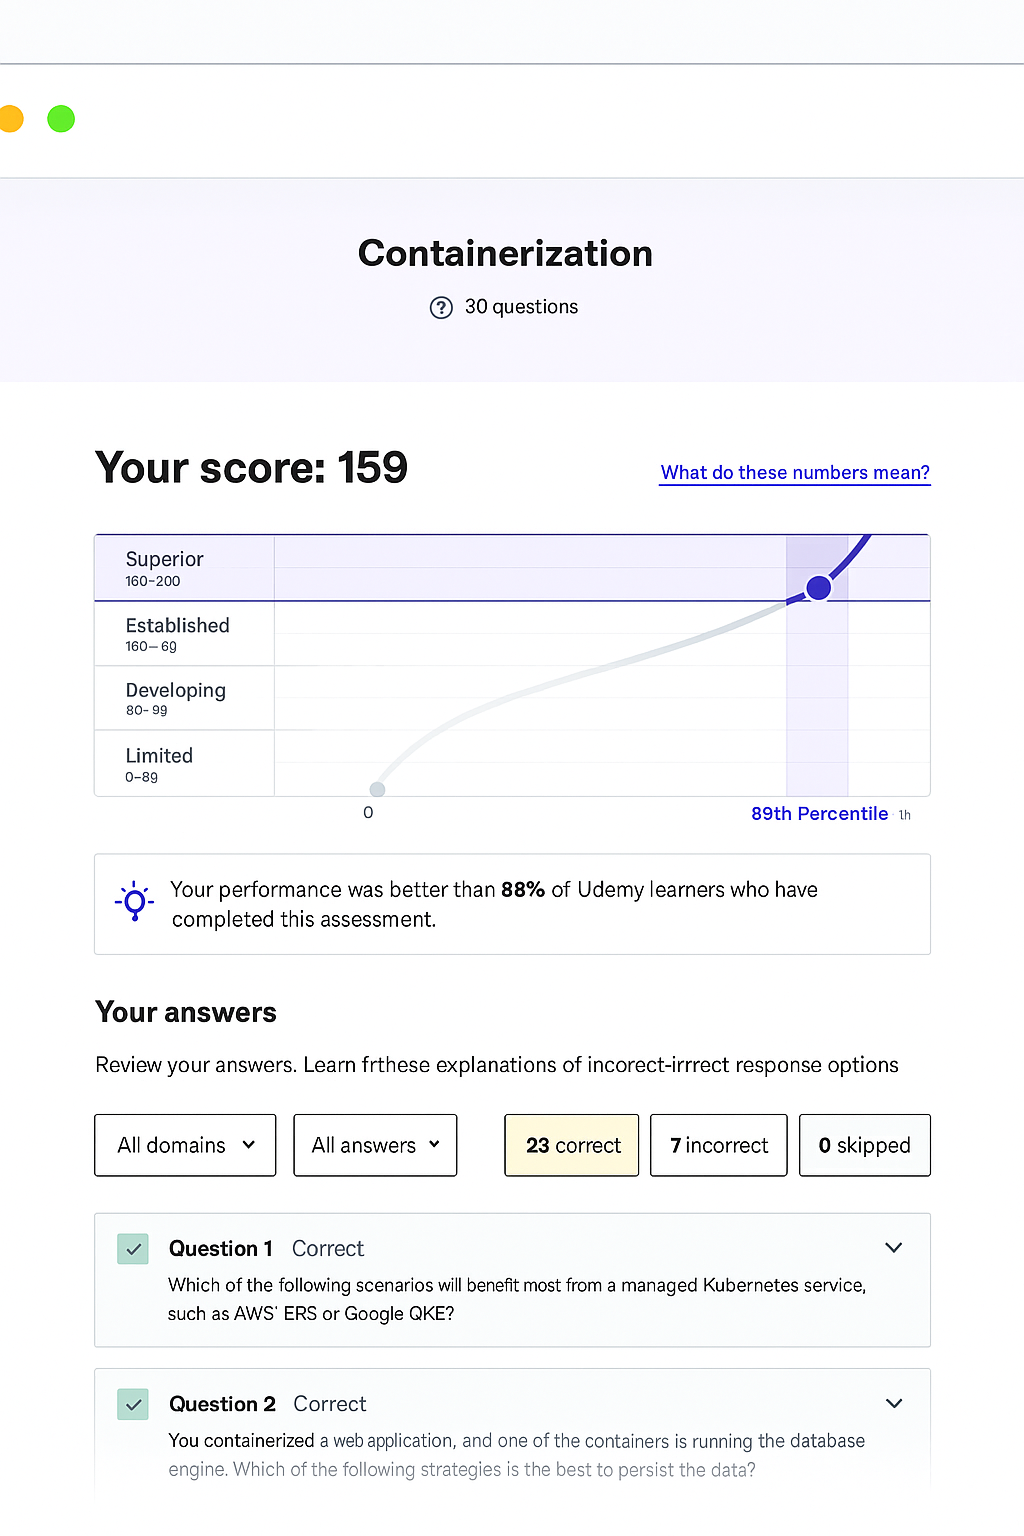 Containerization
30 questions
Your score: 159
What do these numbers mean?
Superior
160–200
Established
160–69
Developing
80–99
Limited
0–89
0
89th Percentile 1h
Your performance was better than 88% of Udemy learners who have
completed this assessment.
Your answers
Review your answers. Learn frthese explanations of incorect-irrrect response options
All domains
All answers
23 correct
7 incorrect
0 skipped
Question 1 Correct
Which of the following scenarios will benefit most from a managed Kubernetes service,
such as AWS' ERS or Google QKE?
Question 2 Correct
You containerized a web application, and one of the containers is running the database
engine. Which of the following strategies is the best to persist the data?